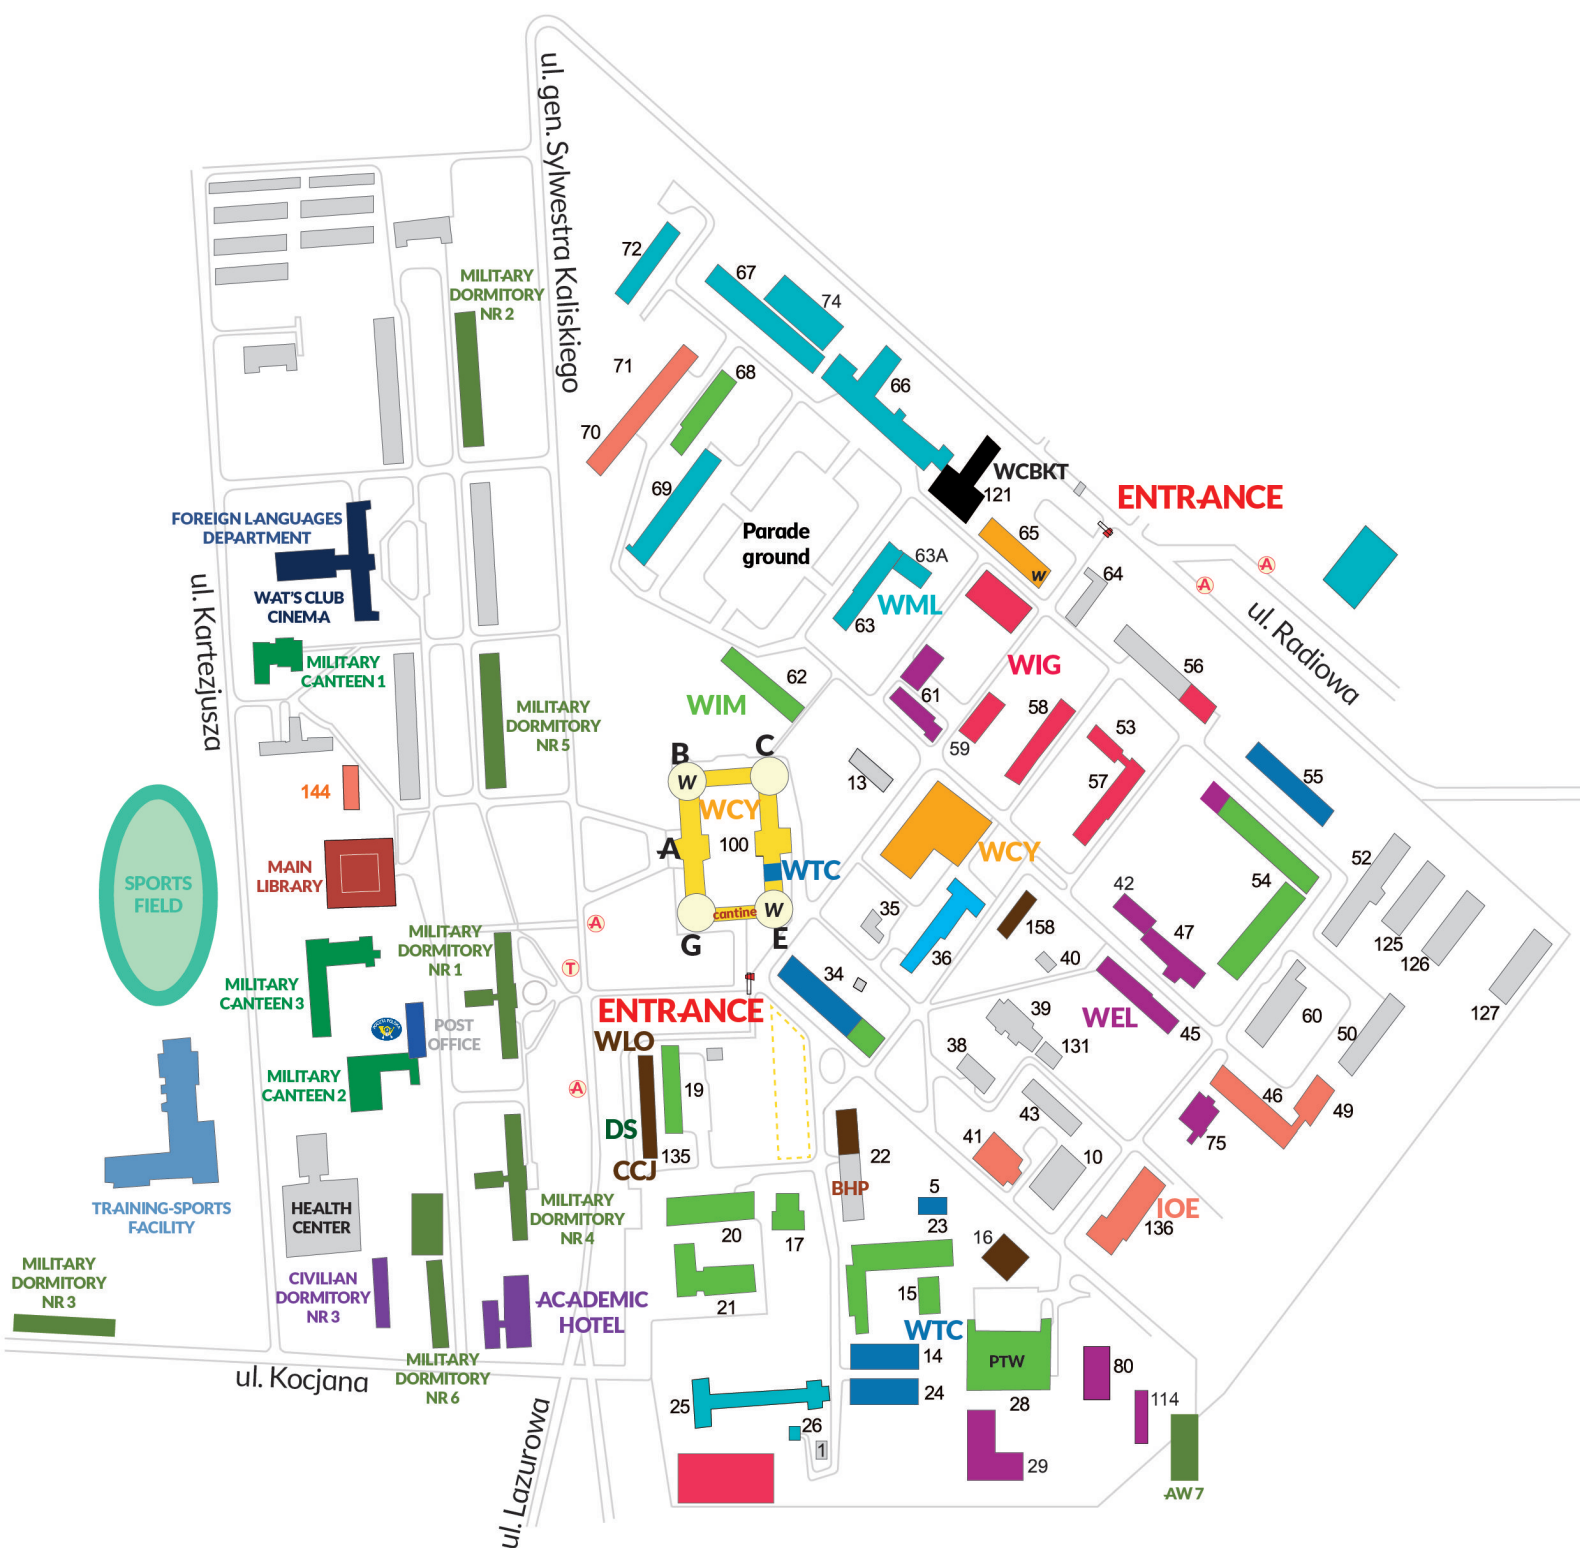 ul. gen. Sylwestra Kaliskiego
72
67
74
MILITARY
DORMITORY
NR 2
71
68
66
70
69
WCBKT
121
ENTRANCE
Parade
ground
65
W
63A
64
A
A
FOREIGN LANGUAGES
DEPARTMENT
WAT'S CLUB
CINEMA
WML
63
ul. Radiowa
ul. Kartezjusza
MILITARY
CANTEEN 1
WIG
56
62
61
WIM
58
59
53
57
55
MILITARY
DORMITORY
NR 5
B
C
W
13
144
WCY
100
A
WTC
WCY
SPORTS
FIELD
MAIN
LIBRARY
cantine
W
G
E
A
35
36
158
40
42
47
54
52
125
126
127
MILITARY
DORMITORY
NR 1
T
34
MILITARY
CANTEEN 3
ENTRANCE
POST
OFFICE
WLO
39
131
38
WEL
45
60
50
MILITARY
CANTEEN 2
A
19
DS
135
CCJ
43
41
10
46
49
75
22
BHP
TRAINING-SPORTS
FACILITY
HEALTH
CENTER
MILITARY
DORMITORY
NR 4
20
17
5
23
16
IOE
136
MILITARY
DORMITORY
NR 3
CIVILIAN
DORMITORY
NR 3
ACADEMIC
HOTEL
21
15
WTC
14
PTW
80
ul. Kocjana
MILITARY
DORMITORY
NR 6
24
28
114
25
26
1
29
AW 7
ul. Lazurowa